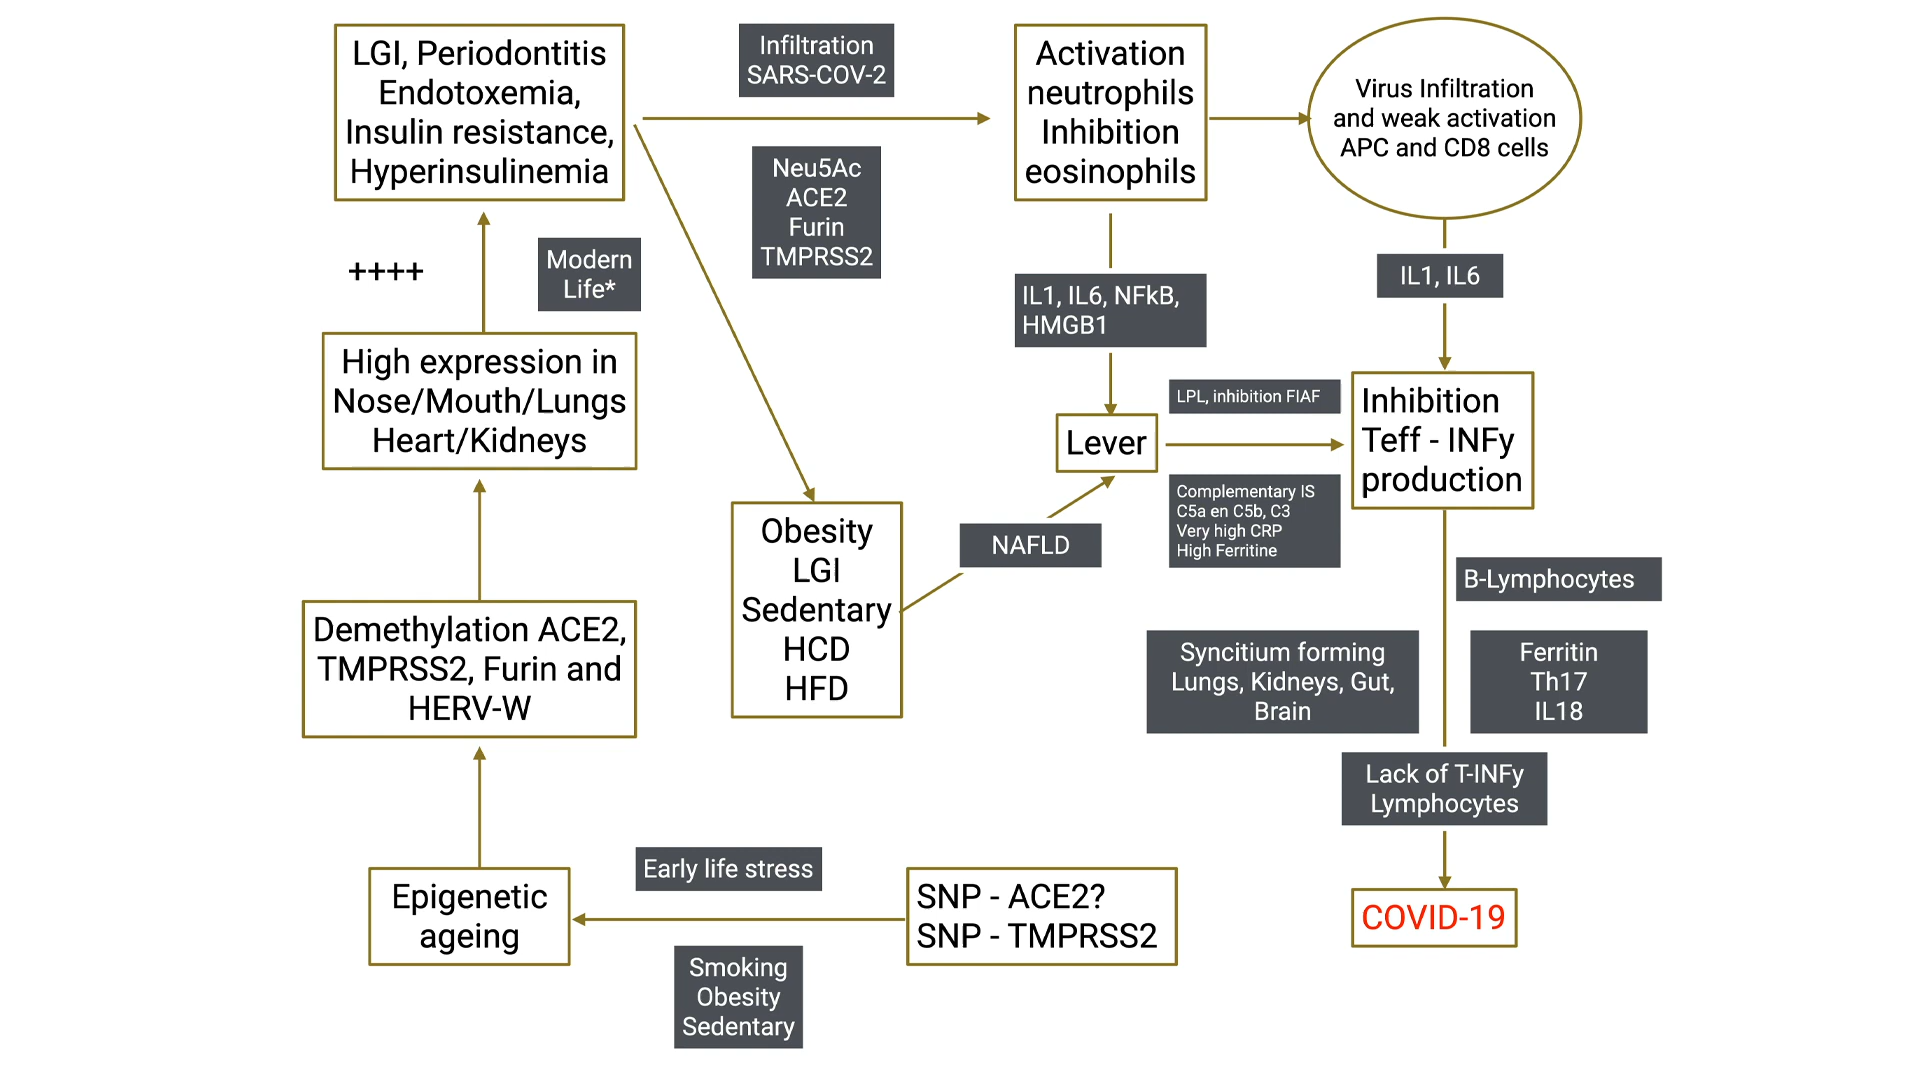 LGI, Periodontitis
Endotoxemia,
Insulin resistance,
Hyperinsulinemia
Infiltration
SARS-COV-2
Neu5Ac
ACE2
Furin
TMPRSS2
Activation
neutrophils
Inhibition
eosinophils
Virus Infiltration
and weak activation
APC and CD8 cells
++++
Modern
Life*
IL1, IL6, NFkB,
HMGB1
IL1, IL6
High expression in
Nose/Mouth/Lungs
Heart/Kidneys
Lever
LPL, inhibition FIAF
Complementary IS
C5a en C5b, C3
Very high CRP
High Ferritine
Inhibition
Teff - INFy
production
Obesity
LGI
Sedentary
HCD
HFD
NAFLD
B-Lymphocytes
Syncitium forming
Lungs, Kidneys, Gut,
Brain
Ferritin
Th17
IL18
Demethylation ACE2,
TMPRSS2, Furin and
HERV-W
Lack of T-INFy
Lymphocytes
Epigenetic
ageing
Early life stress
Smoking
Obesity
Sedentary
SNP - ACE2?
SNP - TMPRSS2
COVID-19